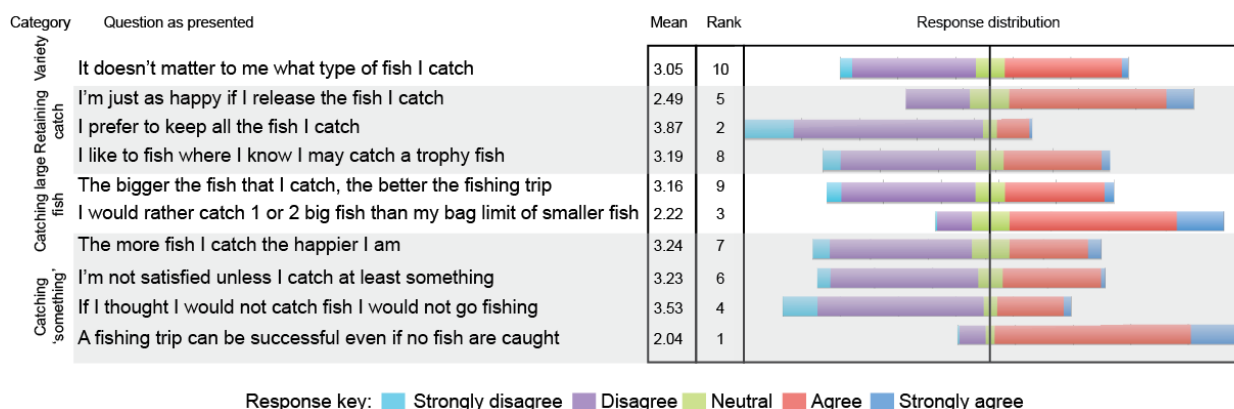 Category Question as presented Mean Rank Response distribution
Variety
It doesn’t matter to me what type of fish I catch 3.05 10
Retaining catch
I’m just as happy if I release the fish I catch 2.49 5
I prefer to keep all the fish I catch 3.87 2
I like to fish where I know I may catch a trophy fish 3.19 8
Catching large fish
The bigger the fish that I catch, the better the fishing trip 3.16 9
I would rather catch 1 or 2 big fish than my bag limit of smaller fish 2.22 3
The more fish I catch the happier I am 3.24 7
Catching ‘something’
I’m not satisfied unless I catch at least something 3.23 6
If I thought I would not catch fish I would not go fishing 3.53 4
A fishing trip can be successful even if no fish are caught 2.04 1
Response key: Strongly disagree Disagree Neutral Agree Strongly agree